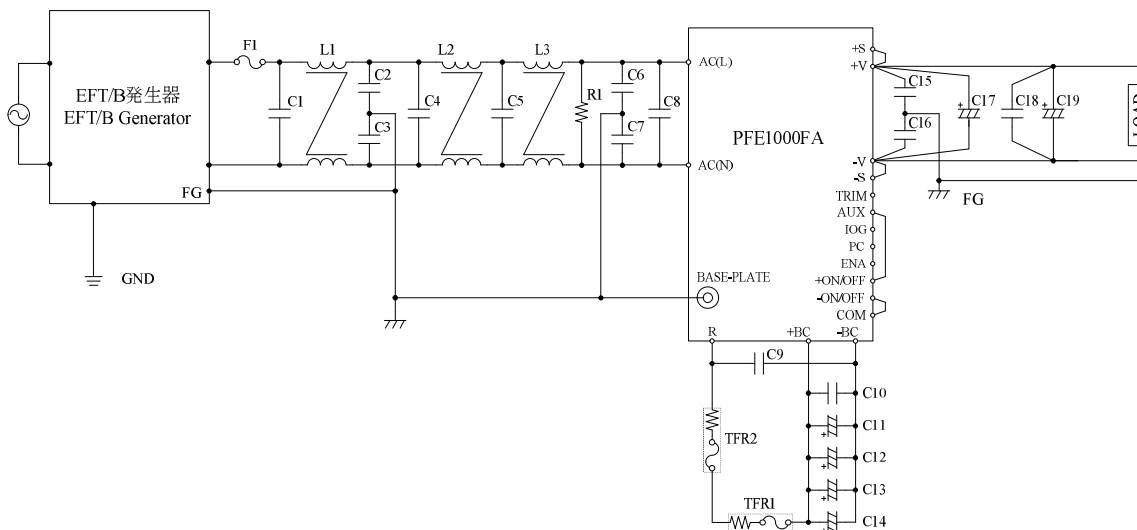 F1
L1
L2
L3
C1
C2
C3
C4
C5
R1
C6
C7
C8
EFT/B発生器
EFT/B Generator
FG
GND
AC(L)
AC(N)
PFE1000FA
BASE-PLATE
R
+BC
-BC
+S
+V
-V
-S
TRIM
AUX
IOG
PC
ENA
+ON/OFF
-ON/OFF
COM
C15
C16
+
C17
C18
+
C19
LOAD
FG
C9
C10
+
C11
+
C12
+
C13
+
C14
TFR2
TFR1